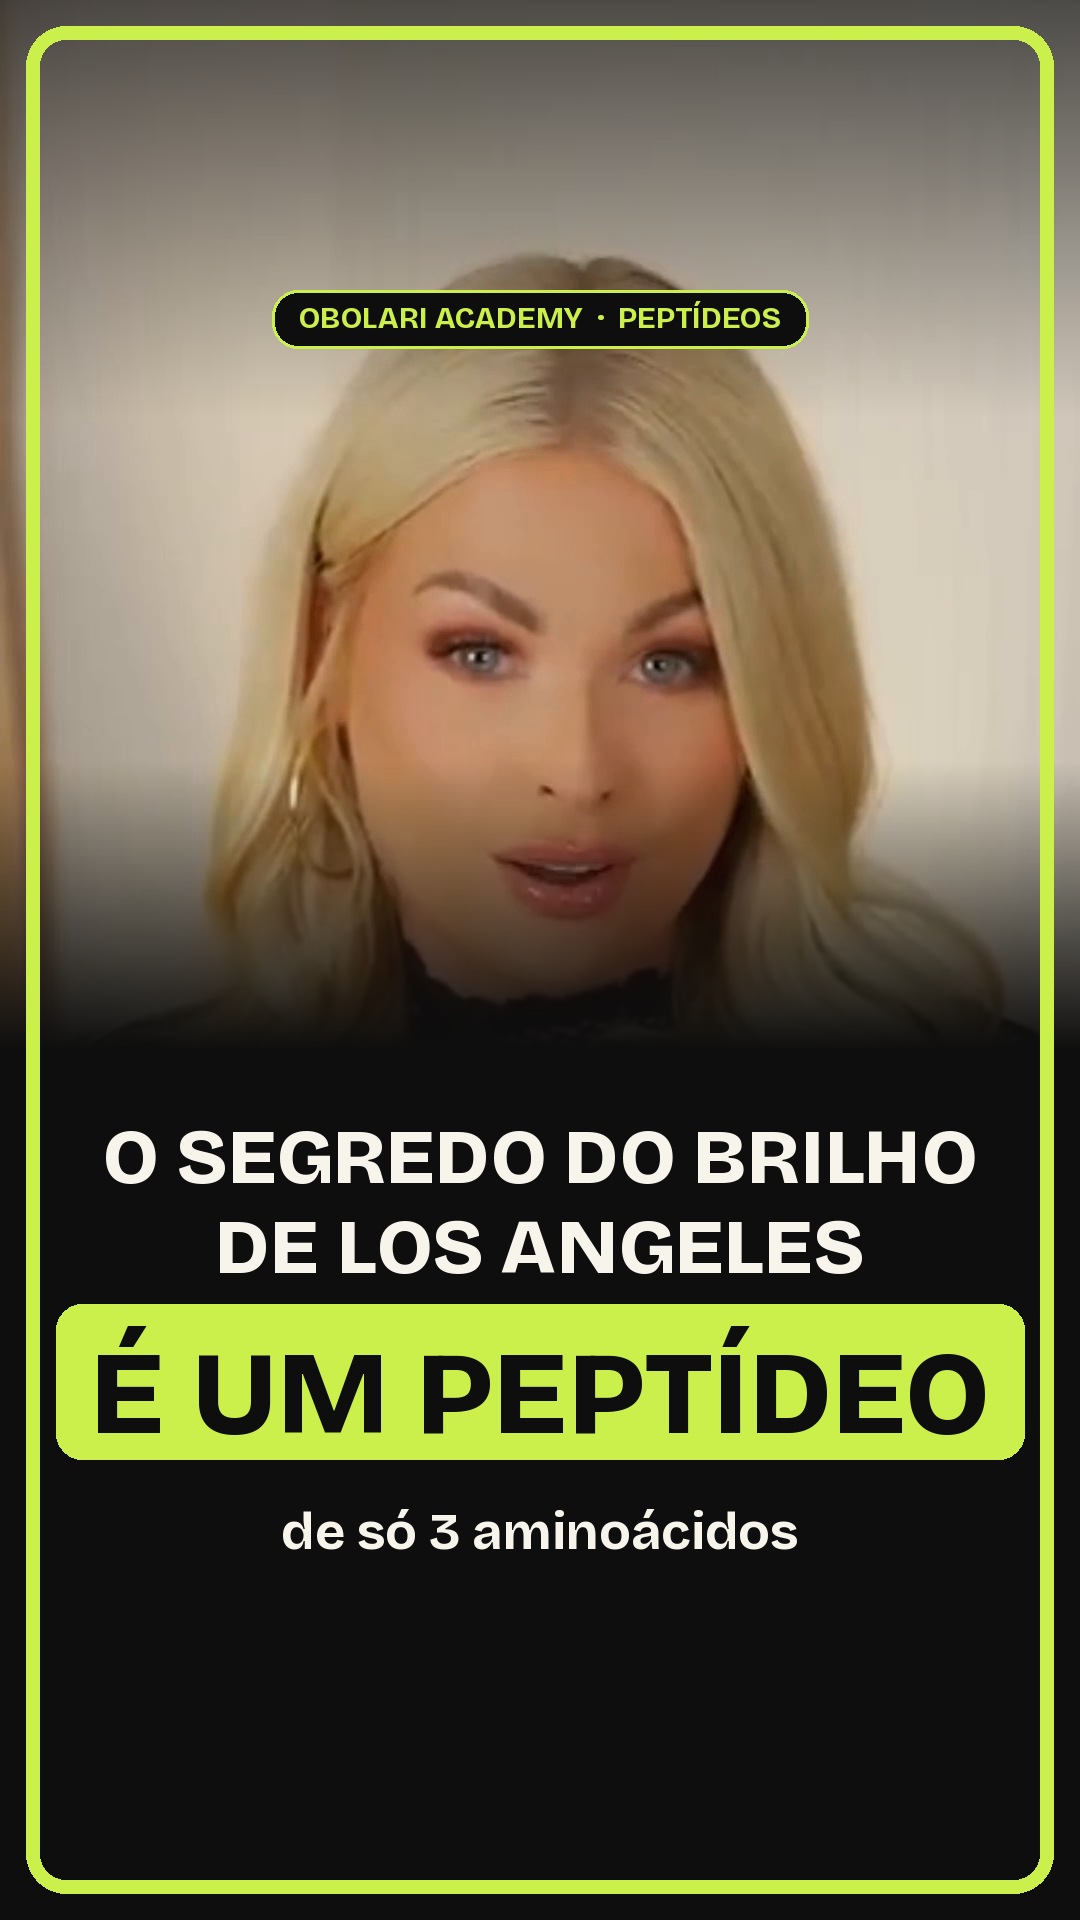 OBOLARI ACADEMY · PEPTÍDEOS
O SEGREDO DO BRILHO
DE LOS ANGELES
É UM PEPTÍDEO
de só 3 aminoácidos